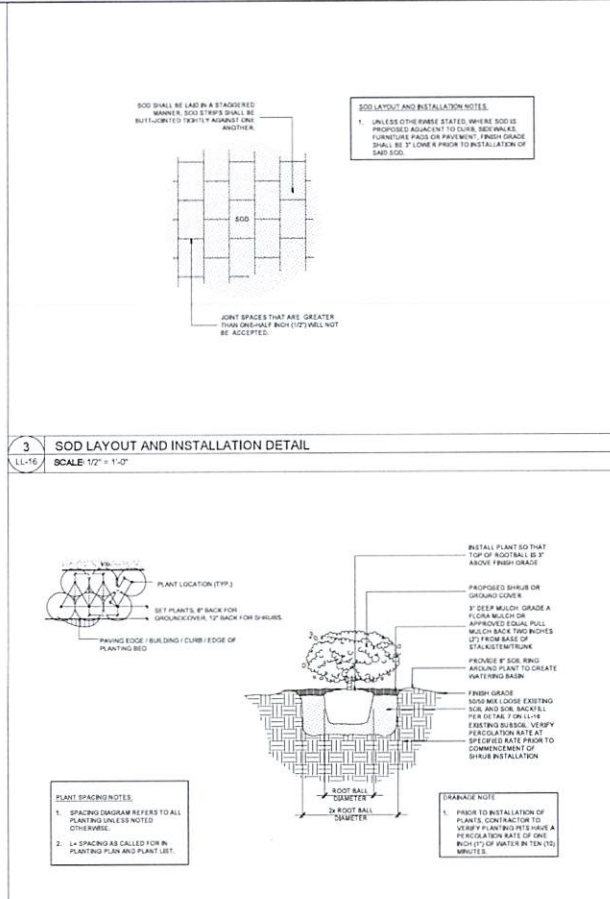 SOD SHALL BE LAID IN A STAGGERED
MANNER, SOD STRIPS SHALL BE
BUTT-JOINTED TIGHTLY AGAINST ONE
ANOTHER.
SOD LAYOUT AND INSTALLATION NOTES
1. UNLESS OTHERWISE STATED, WHERE SOD IS
PROPOSED ADJACENT TO CURB, SIDEWALKS,
FURNITURE PADS OR PAVEMENT, FINISH GRADE
SHALL BE 3" LOWER PRIOR TO INSTALLATION OF
SAID SOD.
SOD
JOINT SPACES THAT ARE GREATER
THAN ONE-HALF INCH (1/2") WILL NOT
BE ACCEPTED.
3
LL-16
SOD LAYOUT AND INSTALLATION DETAIL
SCALE: 1/2" = 1'-0"
PLANT LOCATION (TYP.)
SET PLANTS, 8" BACK FOR
GROUNDCOVER, 12" BACK FOR SHRUBS.
PAVING EDGE / BUILDING / CURB / EDGE OF
PLANTING BED
INSTALL PLANT SO THAT
TOP OF ROOTBALL IS 3"
ABOVE FINISH GRADE
PROPOSED SHRUB OR
GROUND COVER
3" DEEP MULCH: GRADE A
FLORA MULCH OR
APPROVED EQUAL PULL
MULCH BACK TWO INCHES
(2") FROM BASE OF
STALK/STEM/TRUNK
PROVIDE 8" SOIL RING
AROUND PLANT TO CREATE
WATERING BASIN
FINISH GRADE
50/50 MIX LOOSE EXISTING
SOIL AND SOIL BACKFILL
PER DETAIL 7 ON LL-16
EXISTING SUBSOIL. VERIFY
PERCOLATION RATE AT
SPECIFIED RATE PRIOR TO
COMMENCEMENT OF
SHRUB INSTALLATION
ROOT BALL
DIAMETER
2x ROOT BALL
DIAMETER
PLANT SPACING NOTES
1. SPACING DIAGRAM REFERS TO ALL
PLANTING UNLESS NOTED
OTHERWISE.
2. L= SPACING AS CALLED FOR IN
PLANTING PLAN AND PLANT LIST.
DRAINAGE NOTE
1. PRIOR TO INSTALLATION OF
PLANTS, CONTRACTOR TO
VERIFY PLANTING PITS HAVE A
PERCOLATION RATE OF ONE
INCH (1") OF WATER IN TEN (10)
MINUTES.